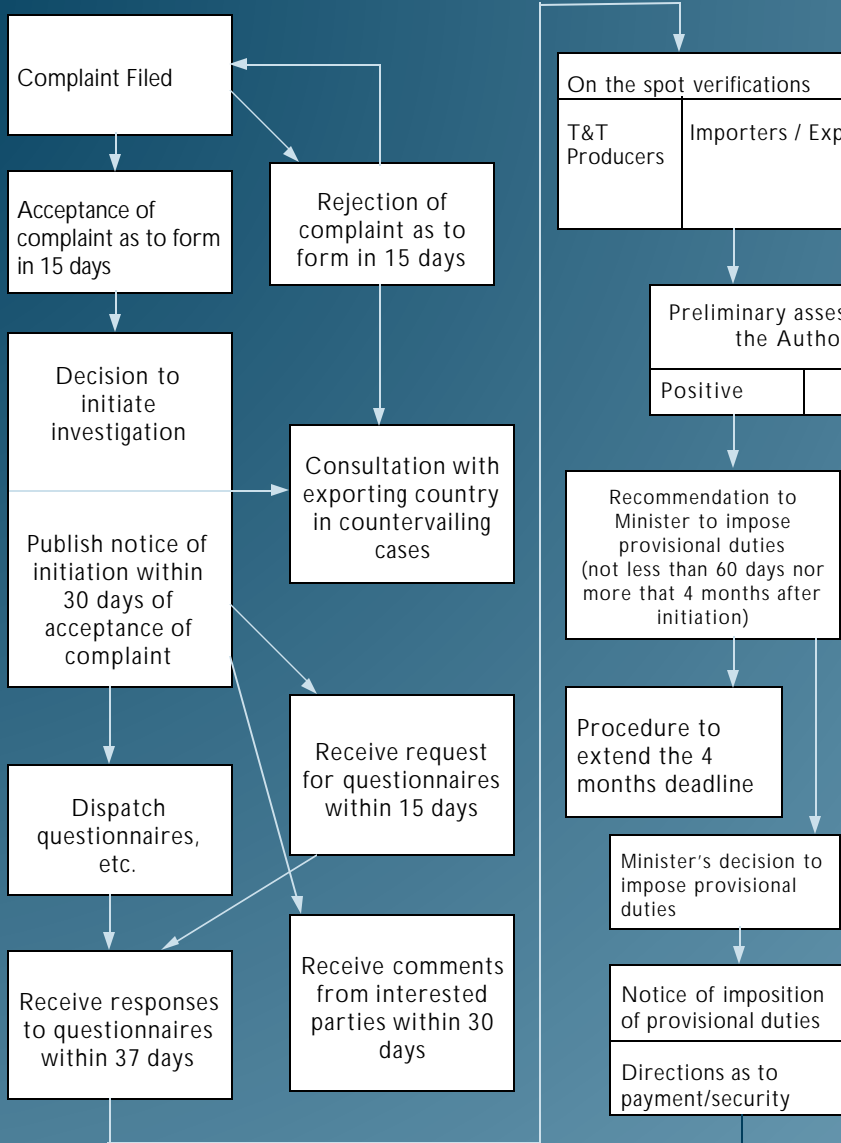 Complaint Filed
Acceptance of
complaint as to form
in 15 days
Rejection of
complaint as to
form in 15 days
Decision to
initiate
investigation
Publish notice of
initiation within
30 days of
acceptance of
complaint
Consultation with
exporting country
in countervailing
cases
Receive request
for questionnaires
within 15 days
Dispatch
questionnaires,
etc.
Receive responses
to questionnaires
within 37 days
Receive comments
from interested
parties within 30
days
On the spot verifications
T&T
Producers
Importers /
Preliminary
the
Positive
Recommendation to
Minister to impose
provisional duties
(not less than 60 days nor
more that 4 months after
initiation)
Procedure to
extend the 4
months deadline
Minister's decision to
impose provisional
duties
Notice of imposition
of provisional duties
Directions as to
payment/security